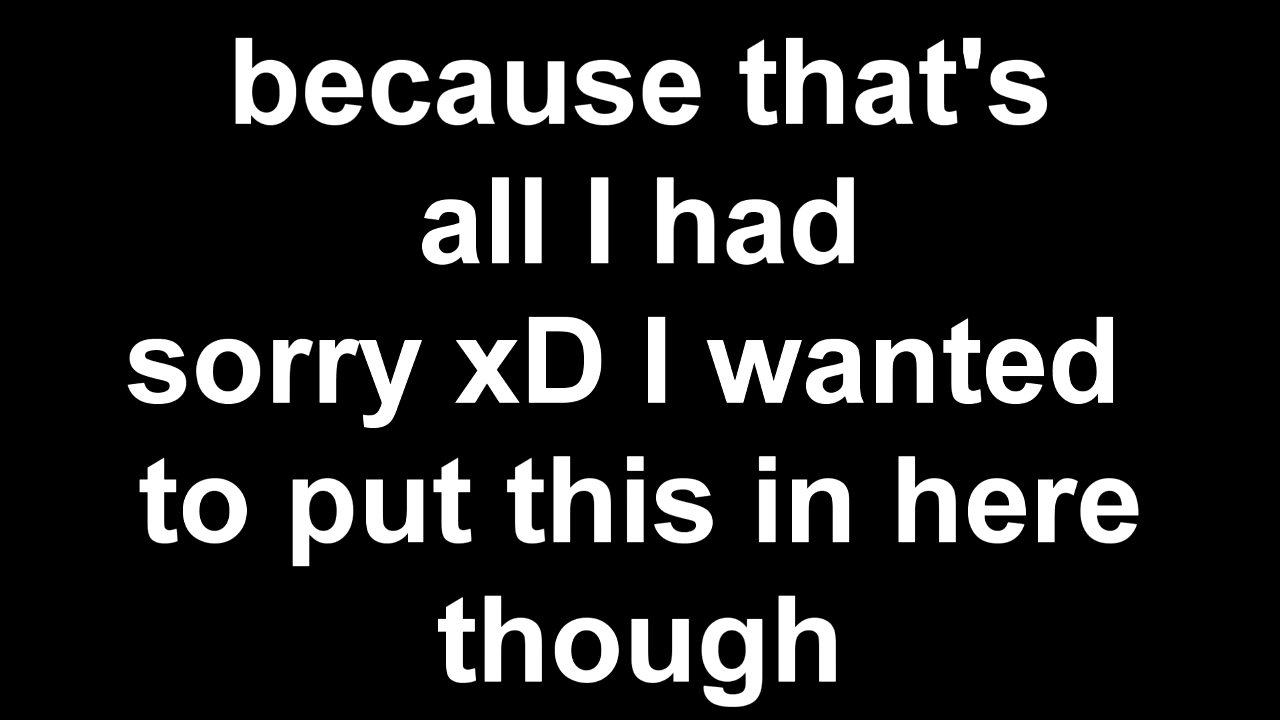 because that's
all I had
sorry xD I wanted
to put this in here
though